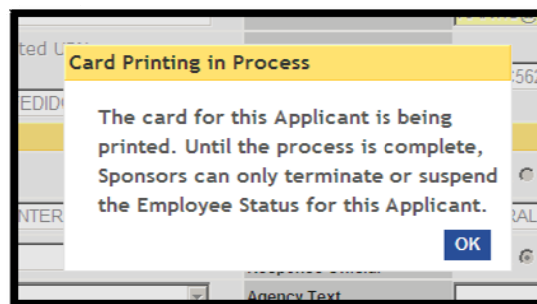 Card Printing in Process
The card for this Applicant is being
printed. Until the process is complete,
Sponsors can only terminate or suspend
the Employee Status for this Applicant.
OK
Agency Text